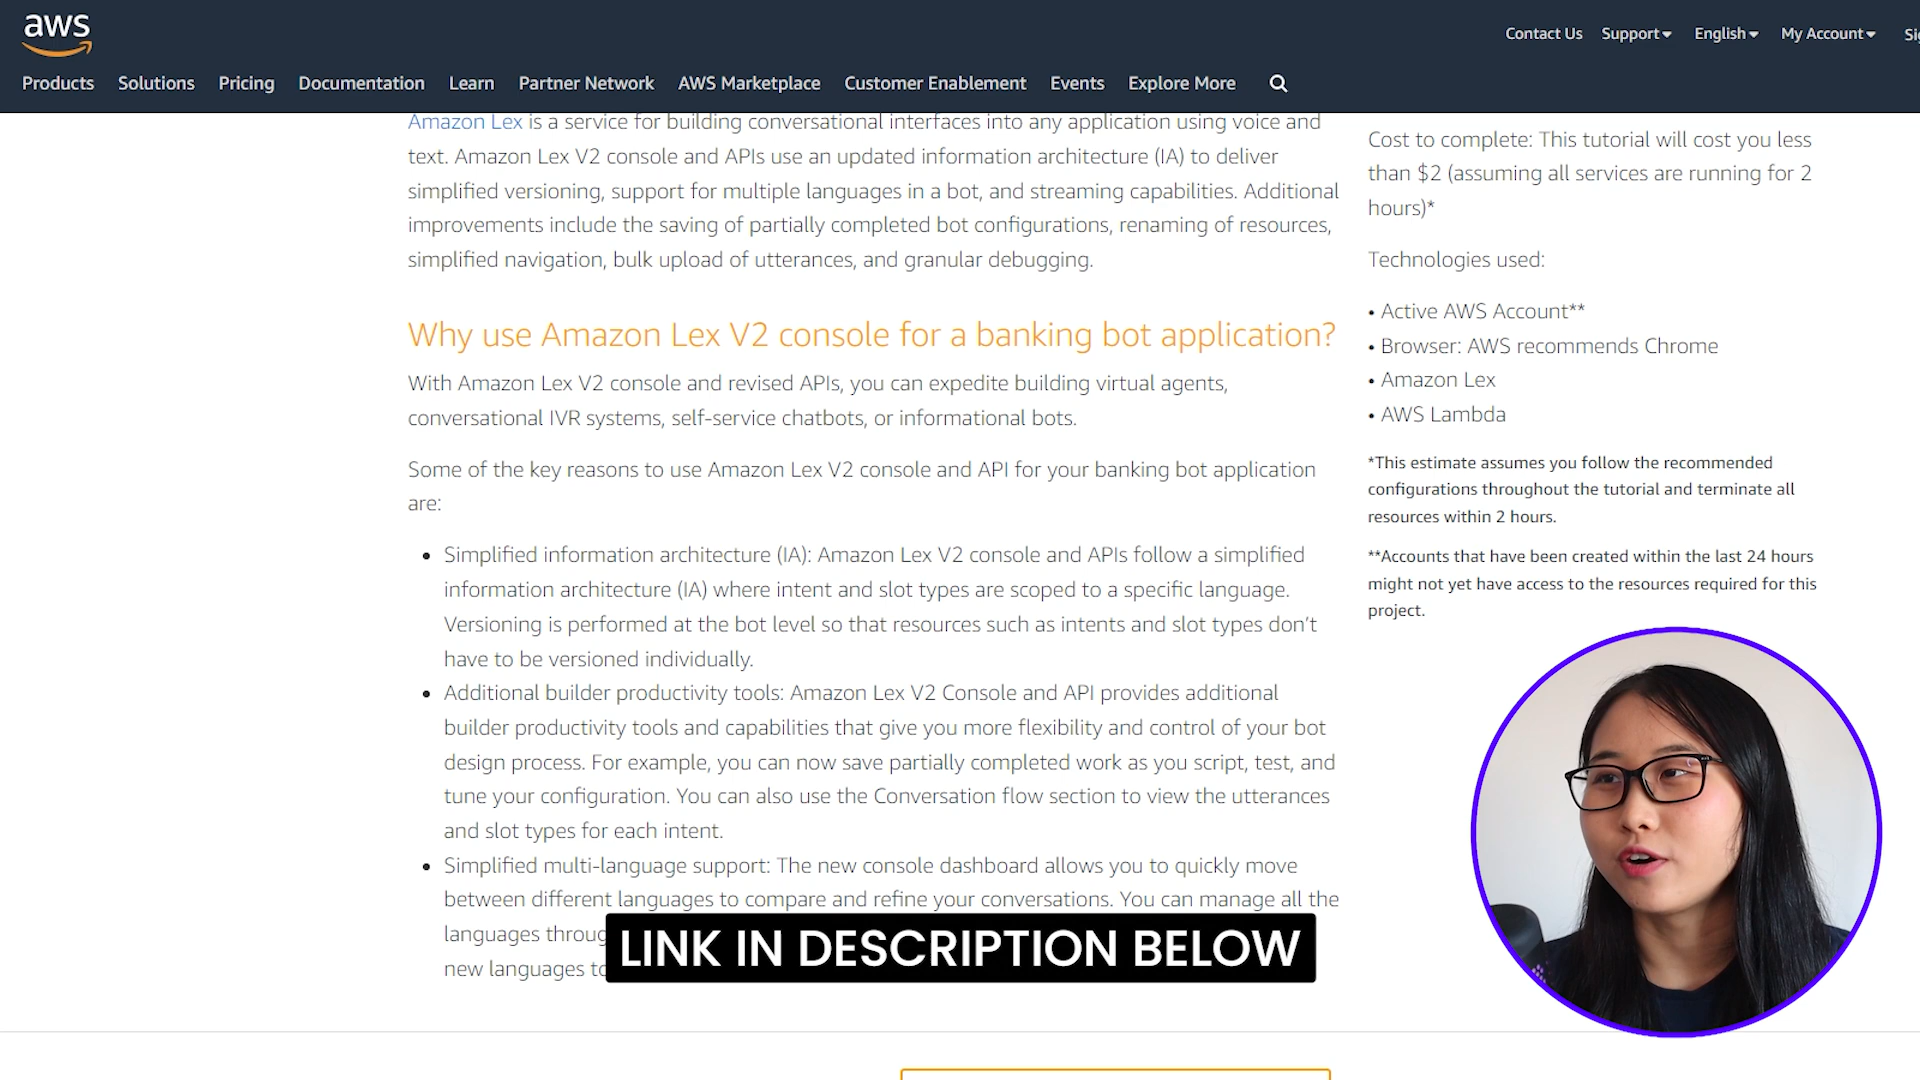 aws
Contact Us Support English My Account
Products Solutions Pricing Documentation Learn Partner Network AWS Marketplace Customer Enablement Events Explore More
Amazon Lex is a service for building conversational interfaces into any application using voice and
text. Amazon Lex V2 console and APIs use an updated information architecture (IA) to deliver
simplified versioning, support for multiple languages in a bot, and streaming capabilities. Additional
improvements include the saving of partially completed bot configurations, renaming of resources,
simplified navigation, bulk upload of utterances, and granular debugging.
Why use Amazon Lex V2 console for a banking bot application?
With Amazon Lex V2 console and revised APIs, you can expedite building virtual agents,
conversational IVR systems, self-service chatbots, or informational bots.
Some of the key reasons to use Amazon Lex V2 console and API for your banking bot application
are:
• Simplified information architecture (IA): Amazon Lex V2 console and APIs follow a simplified
information architecture (IA) where intent and slot types are scoped to a specific language.
Versioning is performed at the bot level so that resources such as intents and slot types don’t
have to be versioned individually.
• Additional builder productivity tools: Amazon Lex V2 Console and API provides additional
builder productivity tools and capabilities that give you more flexibility and control of your bot
design process. For example, you can now save partially completed work as you script, test, and
tune your configuration. You can also use the Conversation flow section to view the utterances
and slot types for each intent.
• Simplified multi-language support: The new console dashboard allows you to quickly move
between different languages to compare and refine your conversations. You can manage all the
languages
new languages
LINK IN DESCRIPTION BELOW
Cost to complete: This tutorial will cost you less
than $2 (assuming all services are running for 2
hours)*
Technologies used:
• Active AWS Account**
• Browser: AWS recommends Chrome
• Amazon Lex
• AWS Lambda
*This estimate assumes you follow the recommended
configurations throughout the tutorial and terminate all
resources within 2 hours.
**Accounts that have been created within the last 24 hours
might not yet have access to the resources required for this
project.